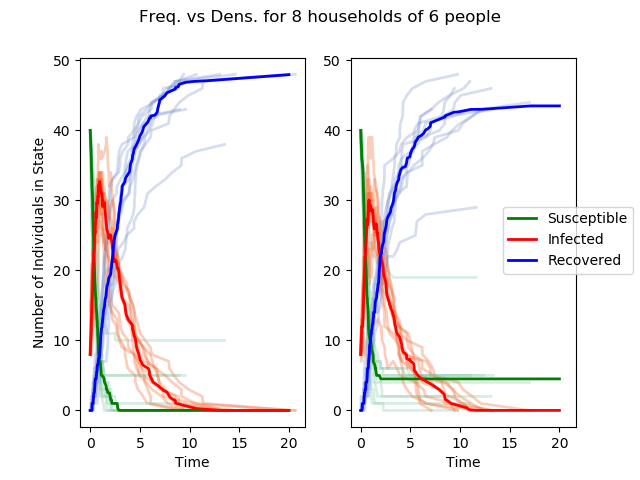 Freq. vs Dens. for 8 households of 6 people
Number of Individuals in State
50
40
30
20
10
0
0 5 10 15 20
Time
50
40
30
20
10
0
0 5 10 15 20
Time
Susceptible
Infected
Recovered